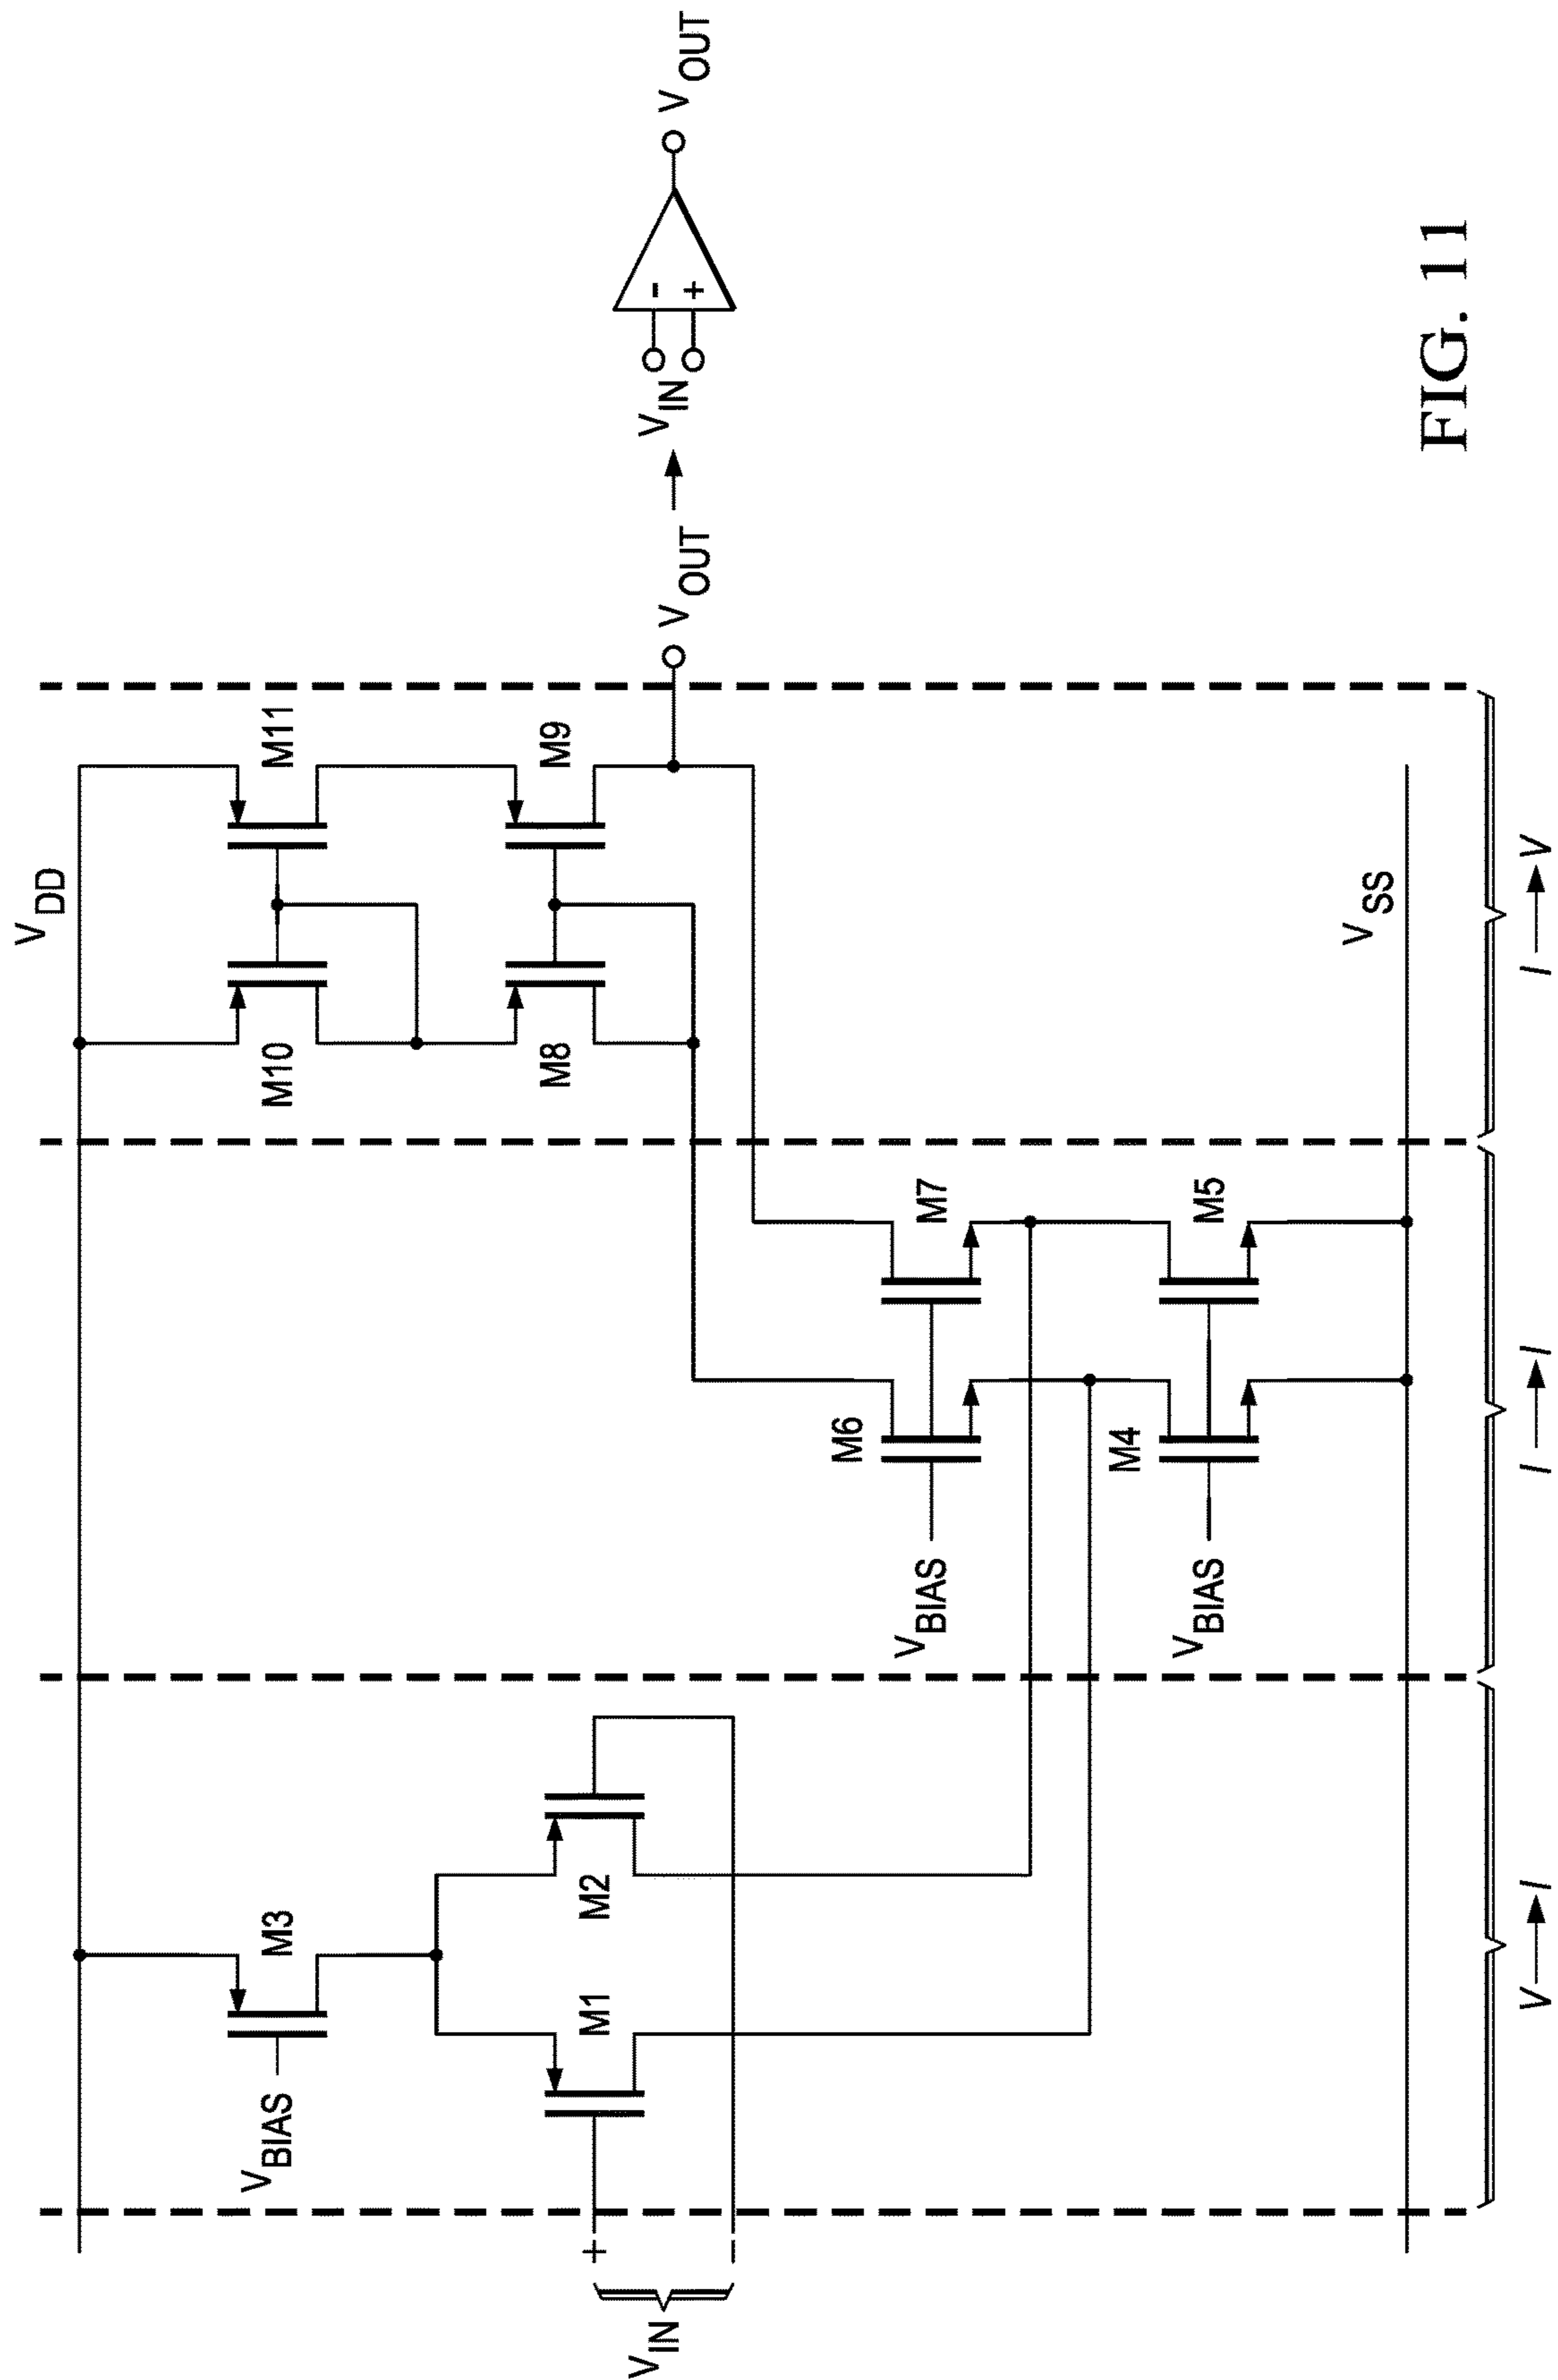 V_DD
V_BIAS
M3
M10
M11
M8
M9
V_IN
+
−
M1
M2
V_OUT
V_IN
-
+
V_OUT
V_BIAS
M6
M7
V_BIAS
M4
M5
V_SS
V → I
I → I
I → V
FIG. 11